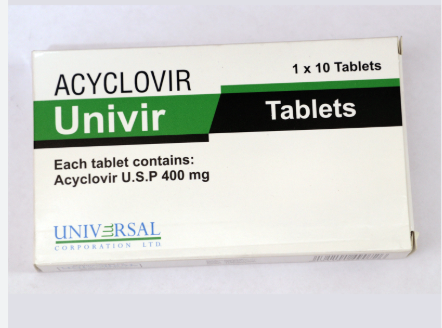 ACYCLOVIR
1 x 10 Tablets
Univir
Tablets
Each tablet contains:
Acyclovir U.S.P 400 mg
UNIVERSAL
CORPORATION LTD